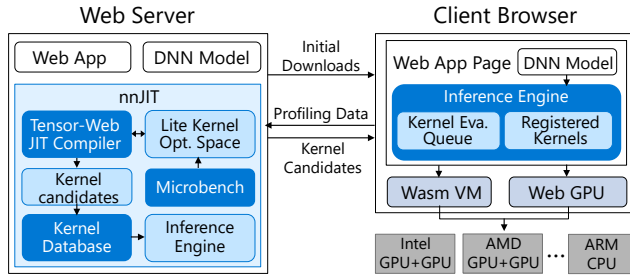 Web Server
Web App
DNN Model
nnJIT
Tensor-Web
JIT Compiler
Lite Kernel
Opt. Space
Kernel
candidates
Microbench
Kernel
Database
Inference
Engine
Initial
Downloads
Profiling Data
Kernel
Candidates
Client Browser
Web App Page
DNN Model
Inference Engine
Kernel Eva.
Queue
Registered
Kernels
Wasm VM
Web GPU
Intel
GPU+GPU
AMD
GPU+GPU
...
ARM
CPU